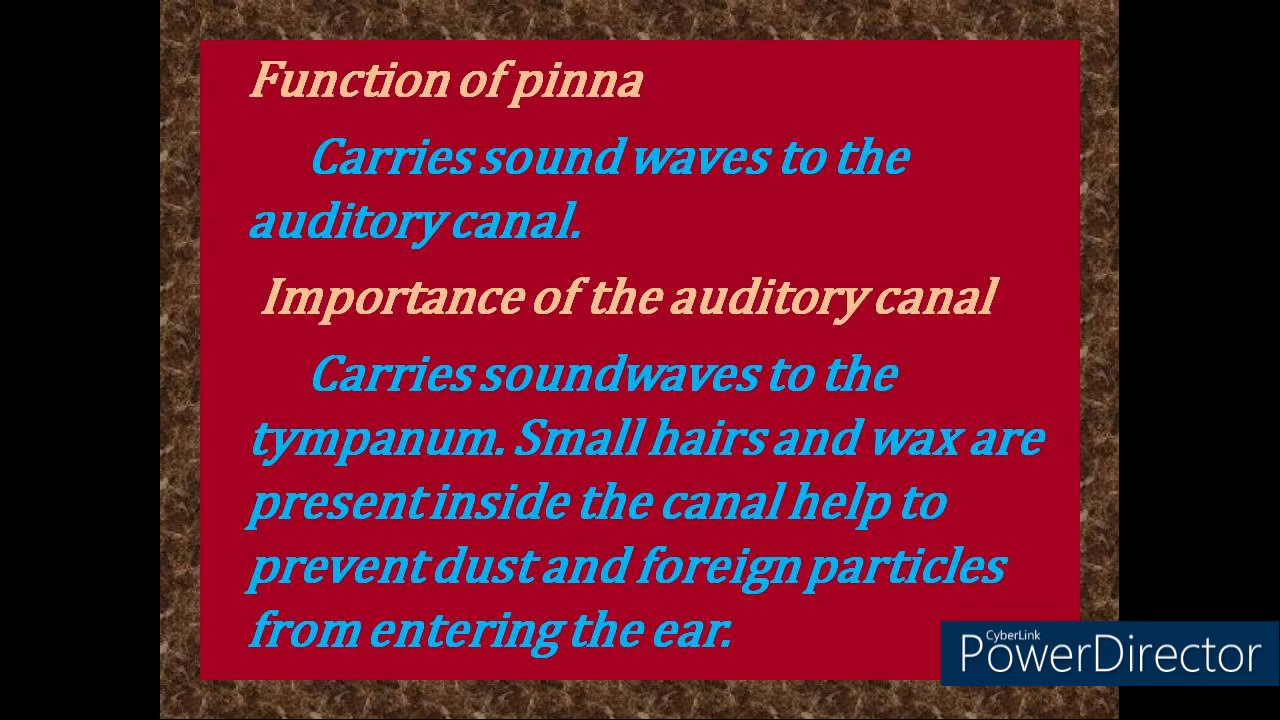 Function of pinna
Carries sound waves to the
auditory canal.
Importance of the auditory canal
Carries soundwaves to the
tympanum. Small hairs and wax are
present inside the canal help to
prevent dust and foreign particles
from entering the ear.
CyberLink
PowerDirector